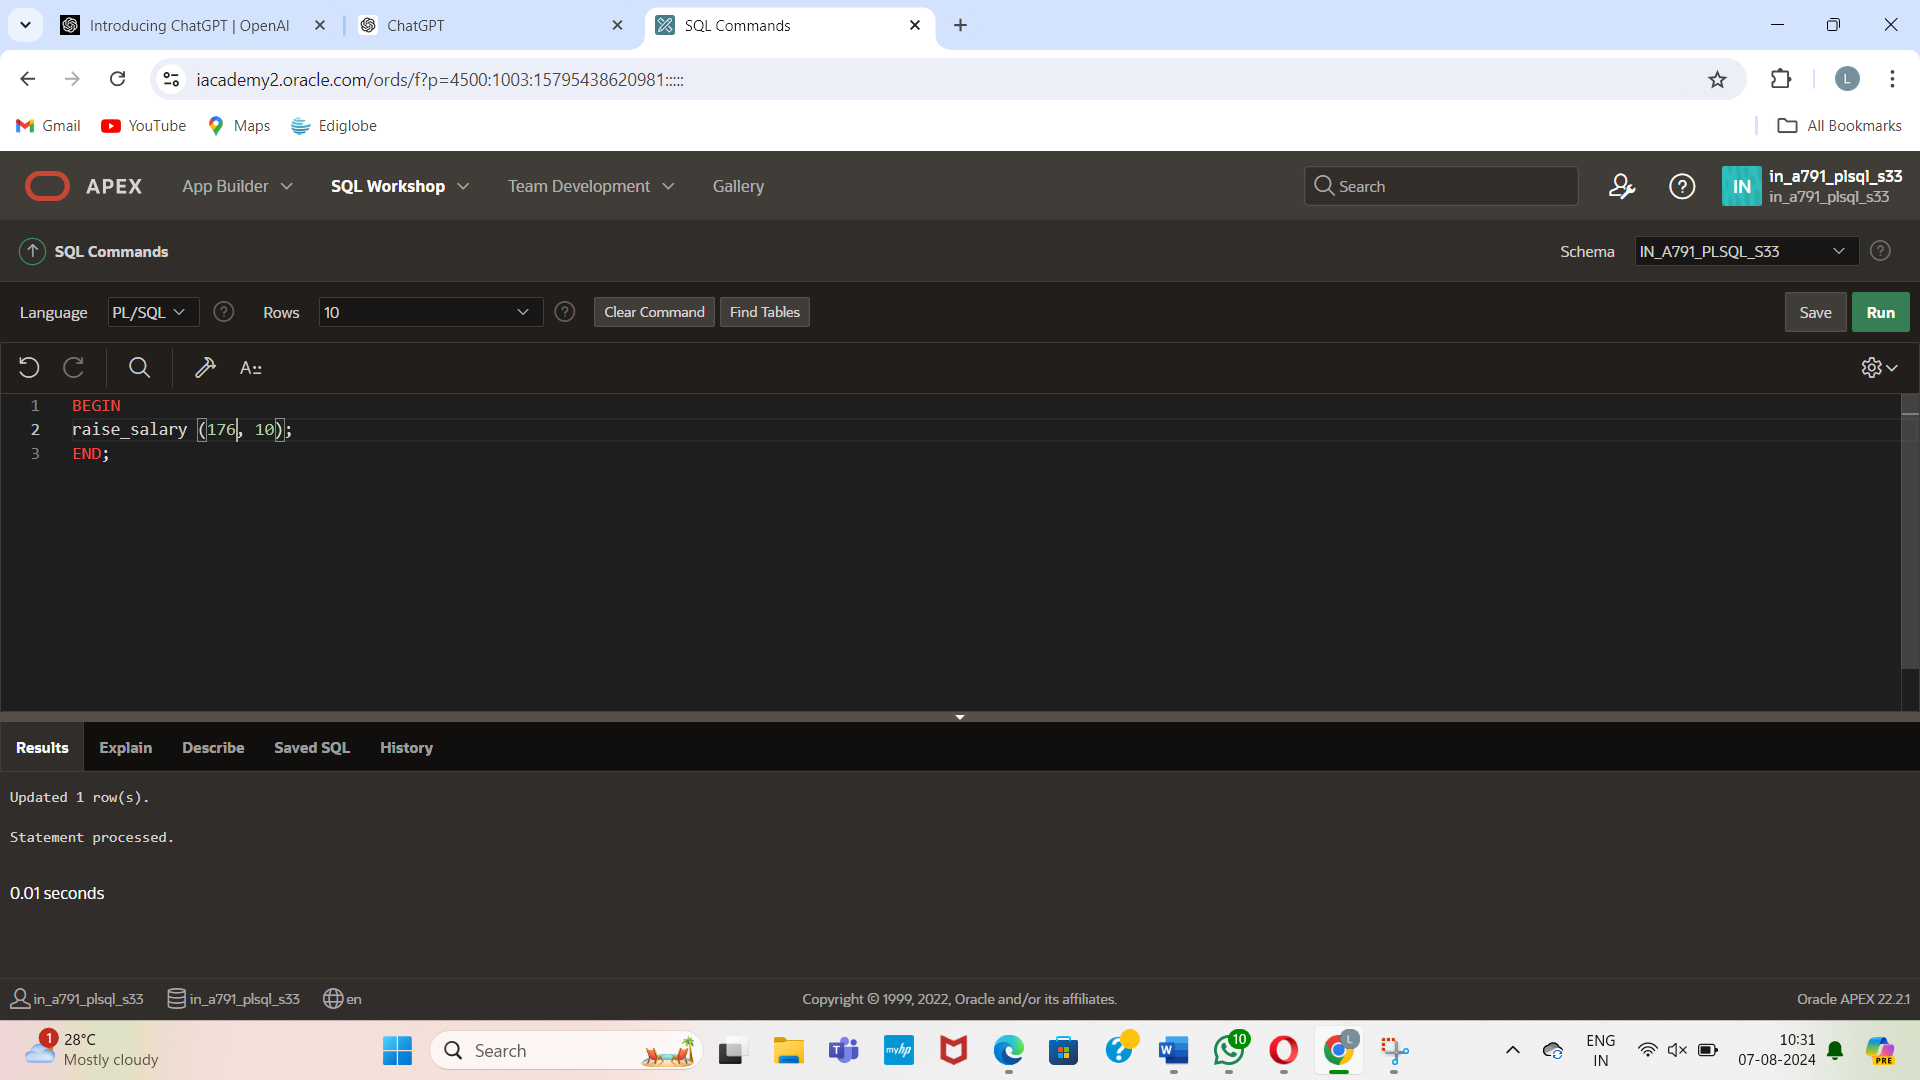 Introducing ChatGPT | OpenAI
ChatGPT
SQL Commands
iacademy2.oracle.com/ords/f?p=4500:1003:15795438620981:::::
L
Gmail
YouTube
Maps
Ediglobe
All Bookmarks
APEX
App Builder
SQL Workshop
Team Development
Gallery
Search
IN
in_a791_plsql_s33
in_a791_plsql_s33
SQL Commands
Schema
IN_A791_PLSQL_S33
Language
PL/SQL
Rows
10
Clear Command
Find Tables
Save
Run
A::
1 BEGIN
2 raise_salary (176, 10);
3 END;
Results
Explain
Describe
Saved SQL
History
Updated 1 row(s).
Statement processed.
0.01 seconds
in_a791_plsql_s33
in_a791_plsql_s33
en
Copyright © 1999, 2022, Oracle and/or its affiliates.
Oracle APEX 22.2.1
1
28°C
Mostly cloudy
Search
myhp
10
L
ENG
IN
10:31
07-08-2024
PRE